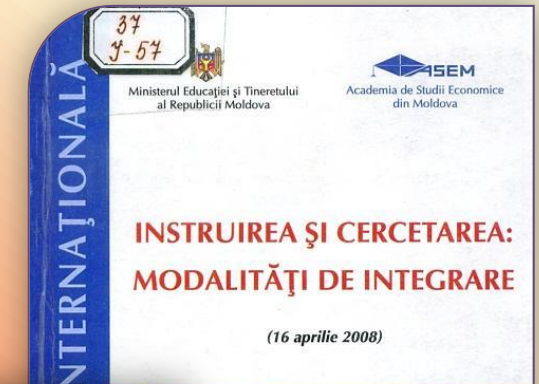 37
У-57
Ministerul Educaţiei şi Tineretului
al Republicii Moldova
ASEM
Academia de Studii Economice
din Moldova
NTERNAŢIONALĂ
INSTRUIREA ŞI CERCETAREA:
MODALITĂŢI DE INTEGRARE
(16 aprilie 2008)